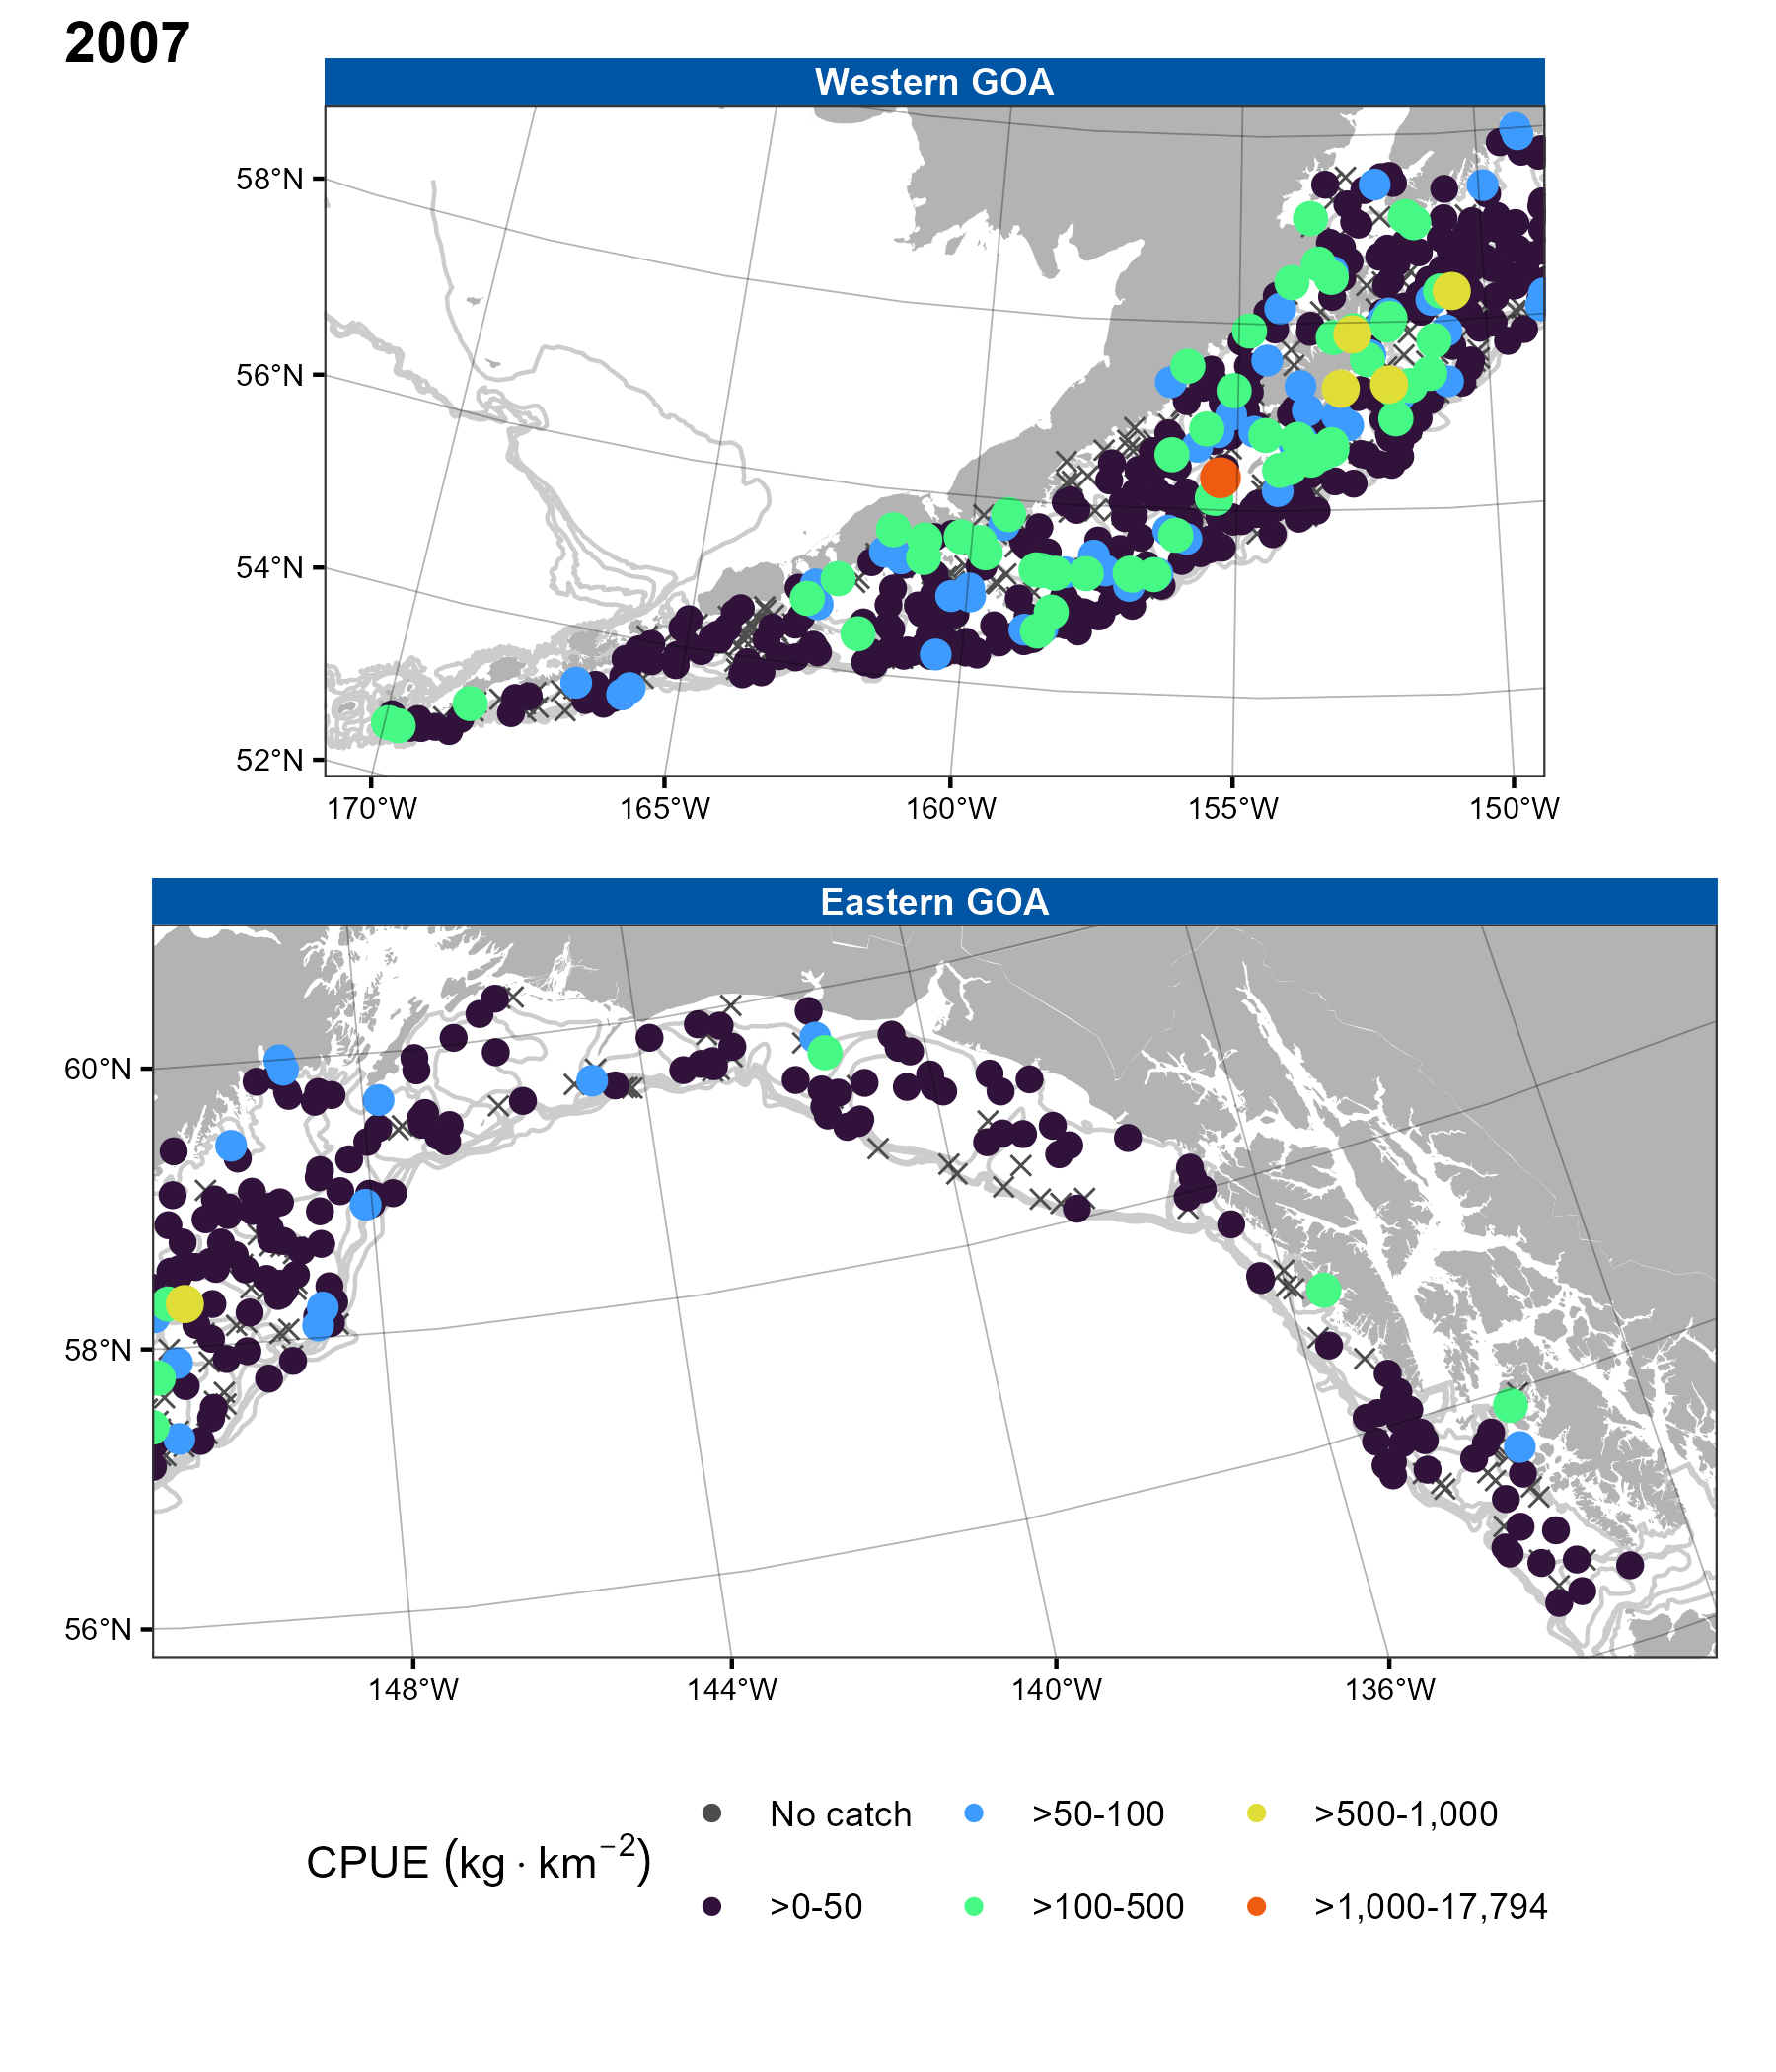 2007
Western GOA
58°N
56°N
54°N
52°N
170°W 165°W 160°W 155°W 150°W
Eastern GOA
60°N
58°N
56°N
148°W 144°W 140°W 136°W
CPUE (kg · km⁻²)
No catch >50-100 >500-1,000
>0-50 >100-500 >1,000-17,794